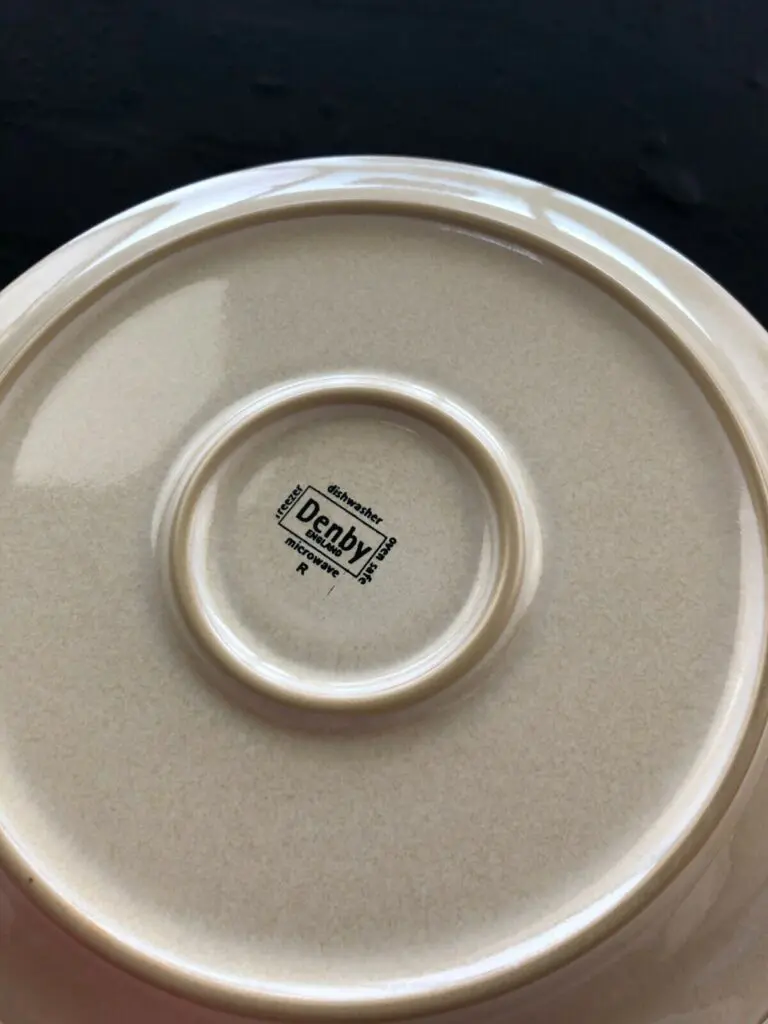 freezer
dishwasher
Denby
ENGLAND
oven safe
microwave
R